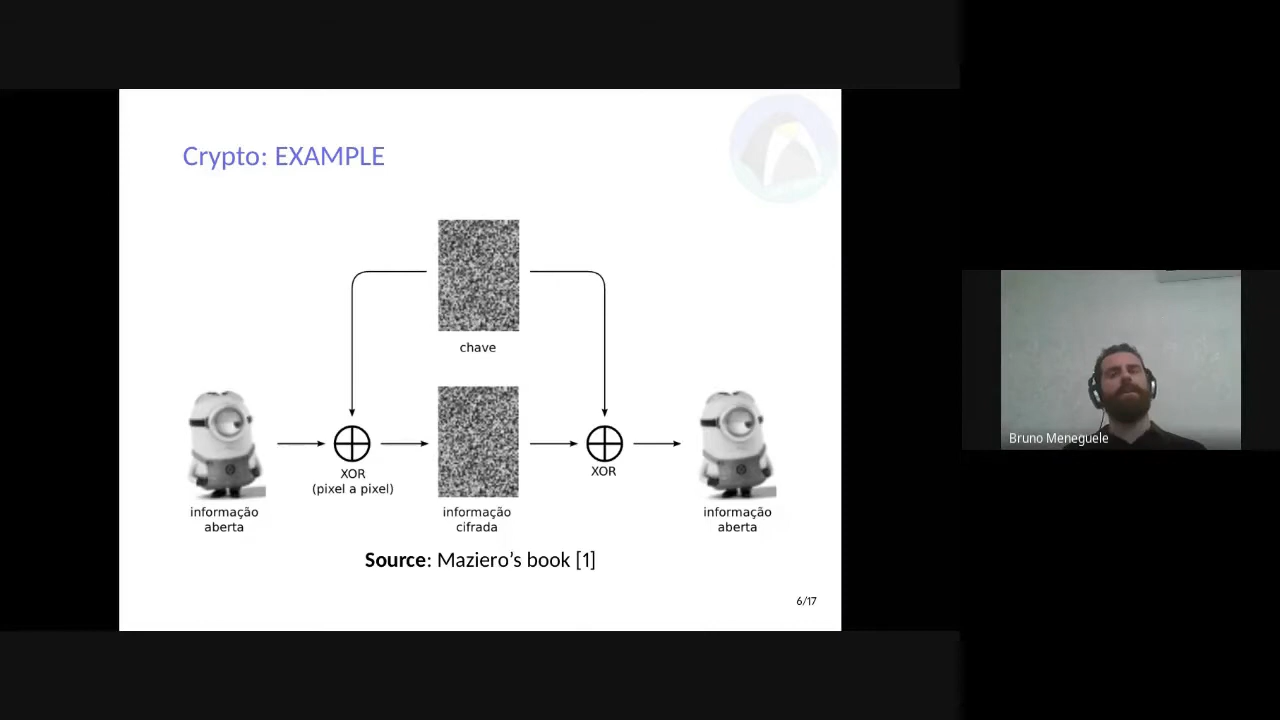 Crypto: EXAMPLE
chave
XOR
(pixel a pixel)
XOR
informação
aberta
informação
cifrada
informação
aberta
Source: Maziero’s book [1]
6/17
Bruno Meneguele